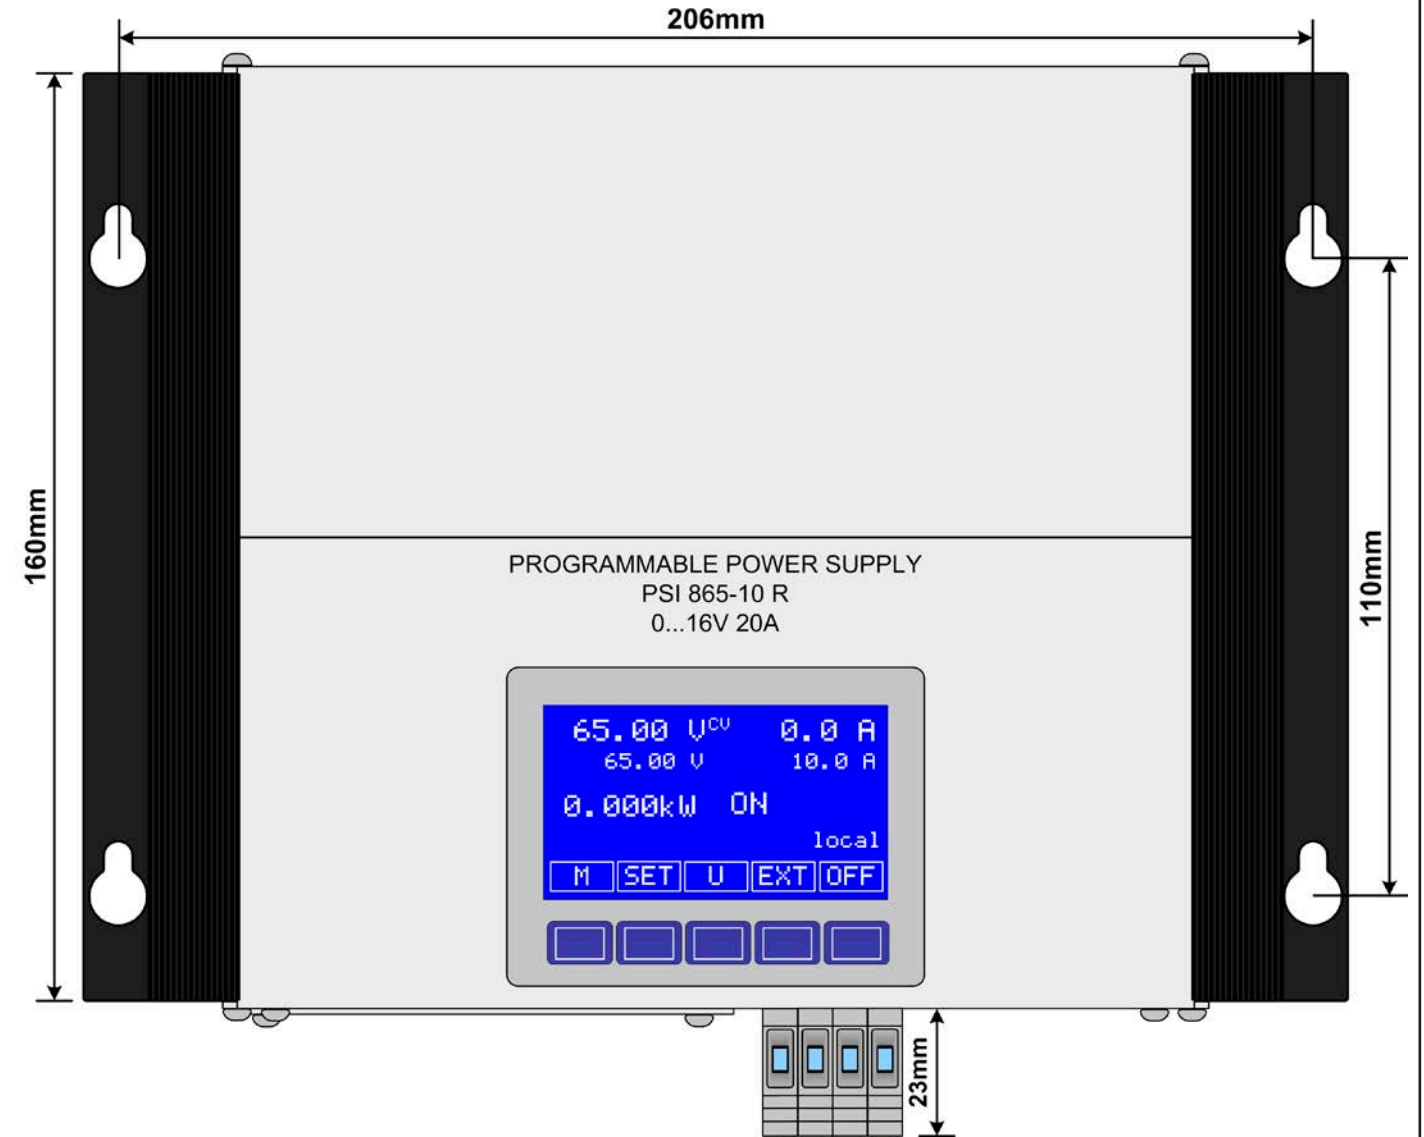 206mm
160mm
PROGRAMMABLE POWER SUPPLY
PSI 865-10 R
0...16V 20A
110mm
65.00 V CV 0.0 A
65.00 V 10.0 A
0.000kW ON
local
M SET U EXT OFF
23mm